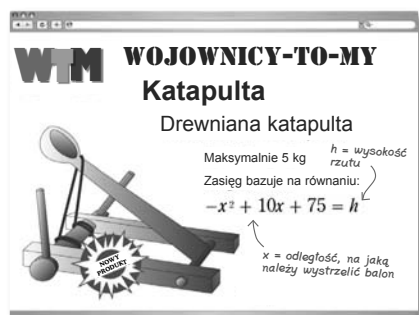 WTM
WOJOWNICY-TO-MY
Katapulta
Drewniana katapulta
Maksymalnie 5 kg
h = wysokość
rzutu
Zasięg bazuje na równaniu:
−x² + 10x + 75 = h
x = odległość, na jaką
należy wystrzelić balon
NOWY
PRODUKT